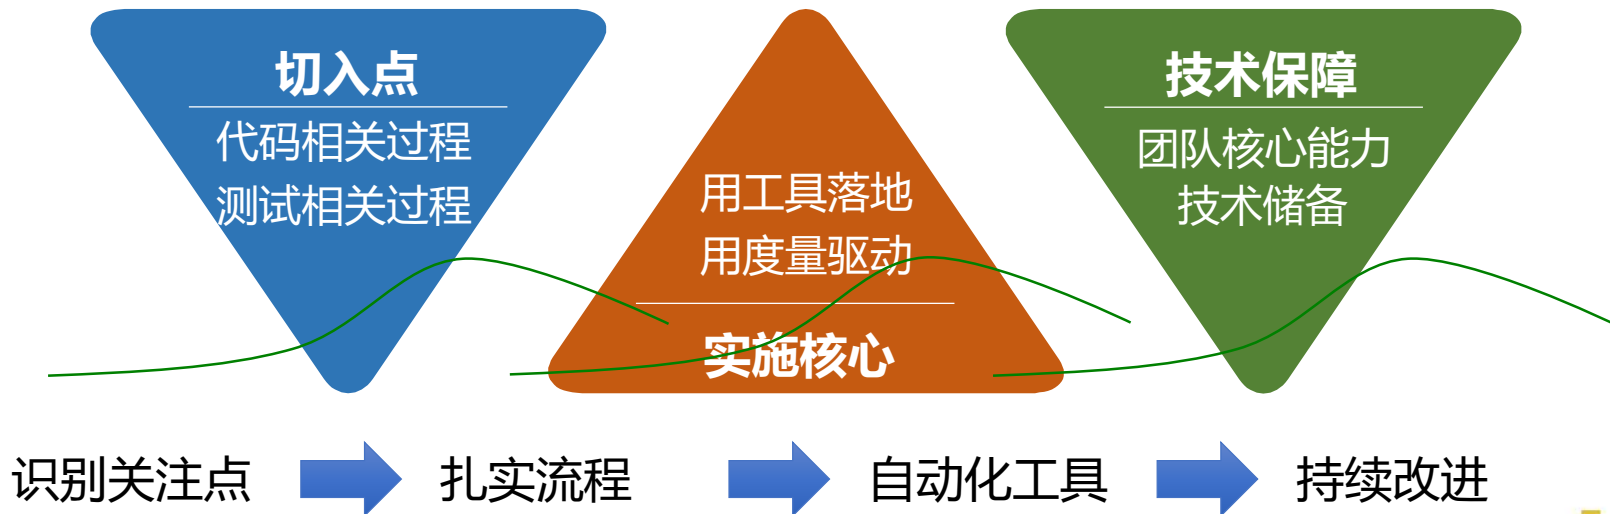 切入点
代码相关过程
测试相关过程
用工具落地
用度量驱动
实施核心
技术保障
团队核心能力
技术储备
识别关注点
扎实流程
自动化工具
持续改进